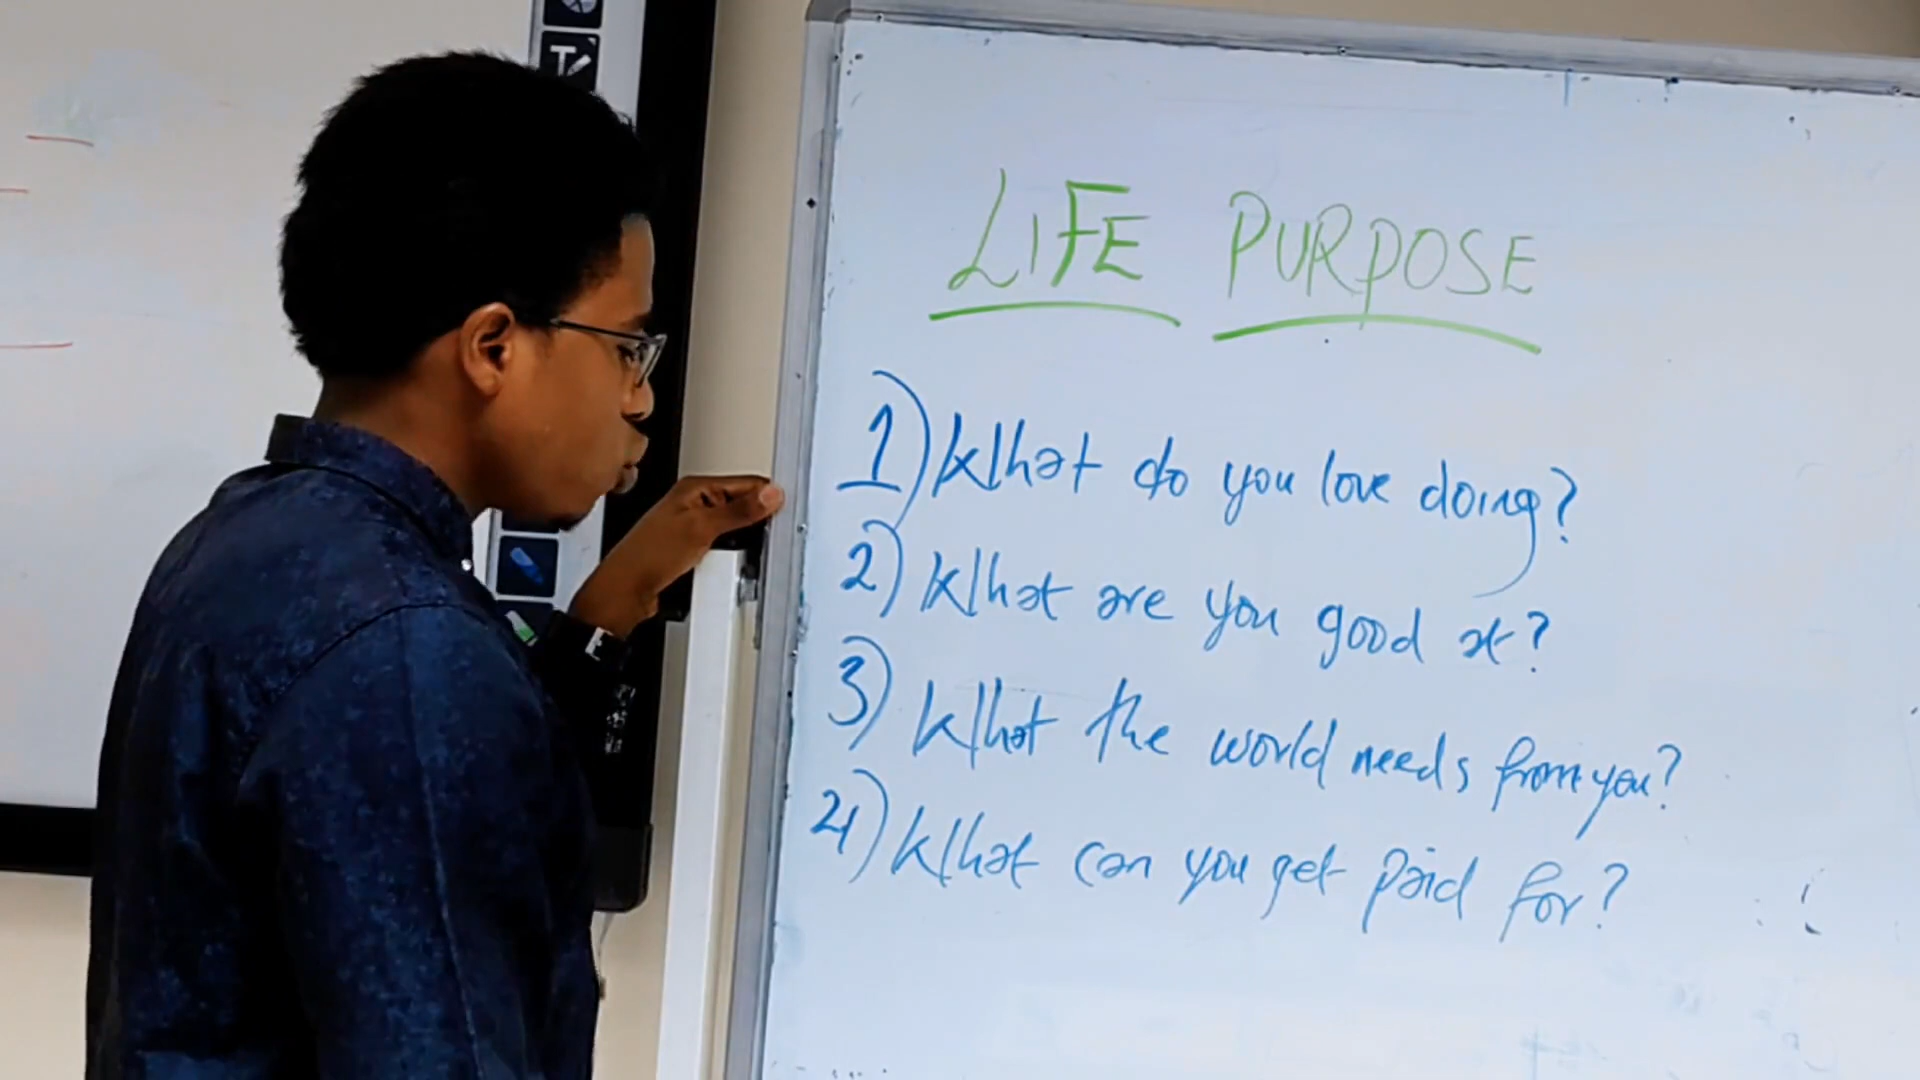 LIFE PURPOSE
1) What do you love doing?
2) What are you good at?
3) What the world needs from you?
4) What can you get paid for?